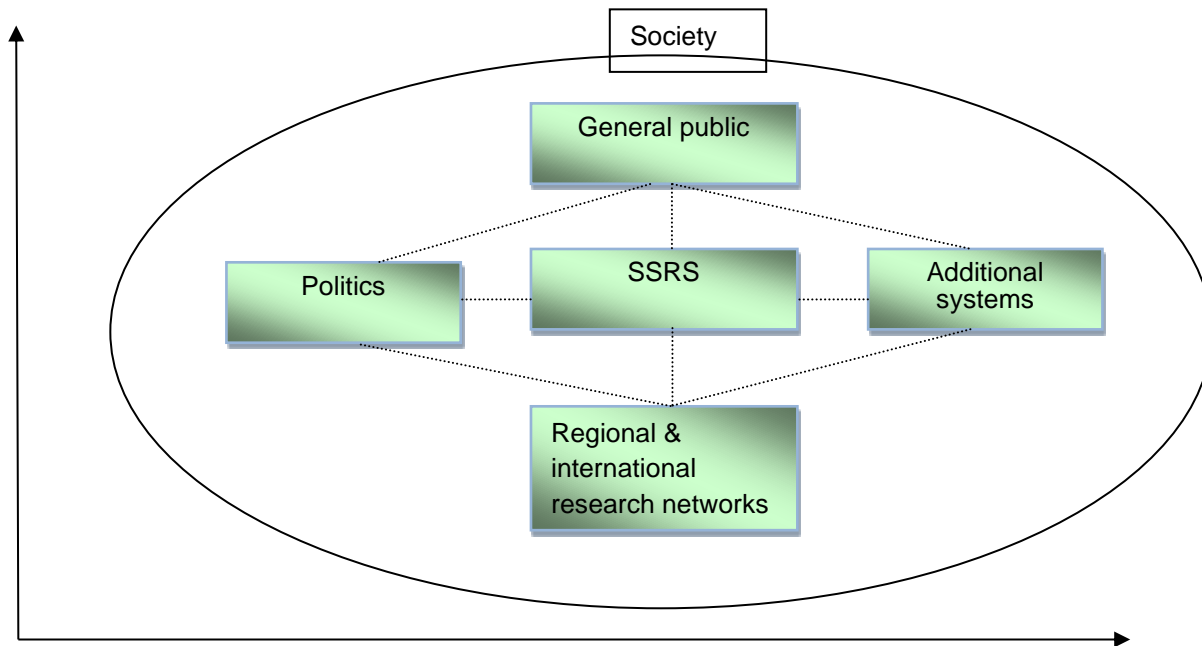 Society
General public
Politics
SSRS
Additional
systems
Regional &
international
research networks